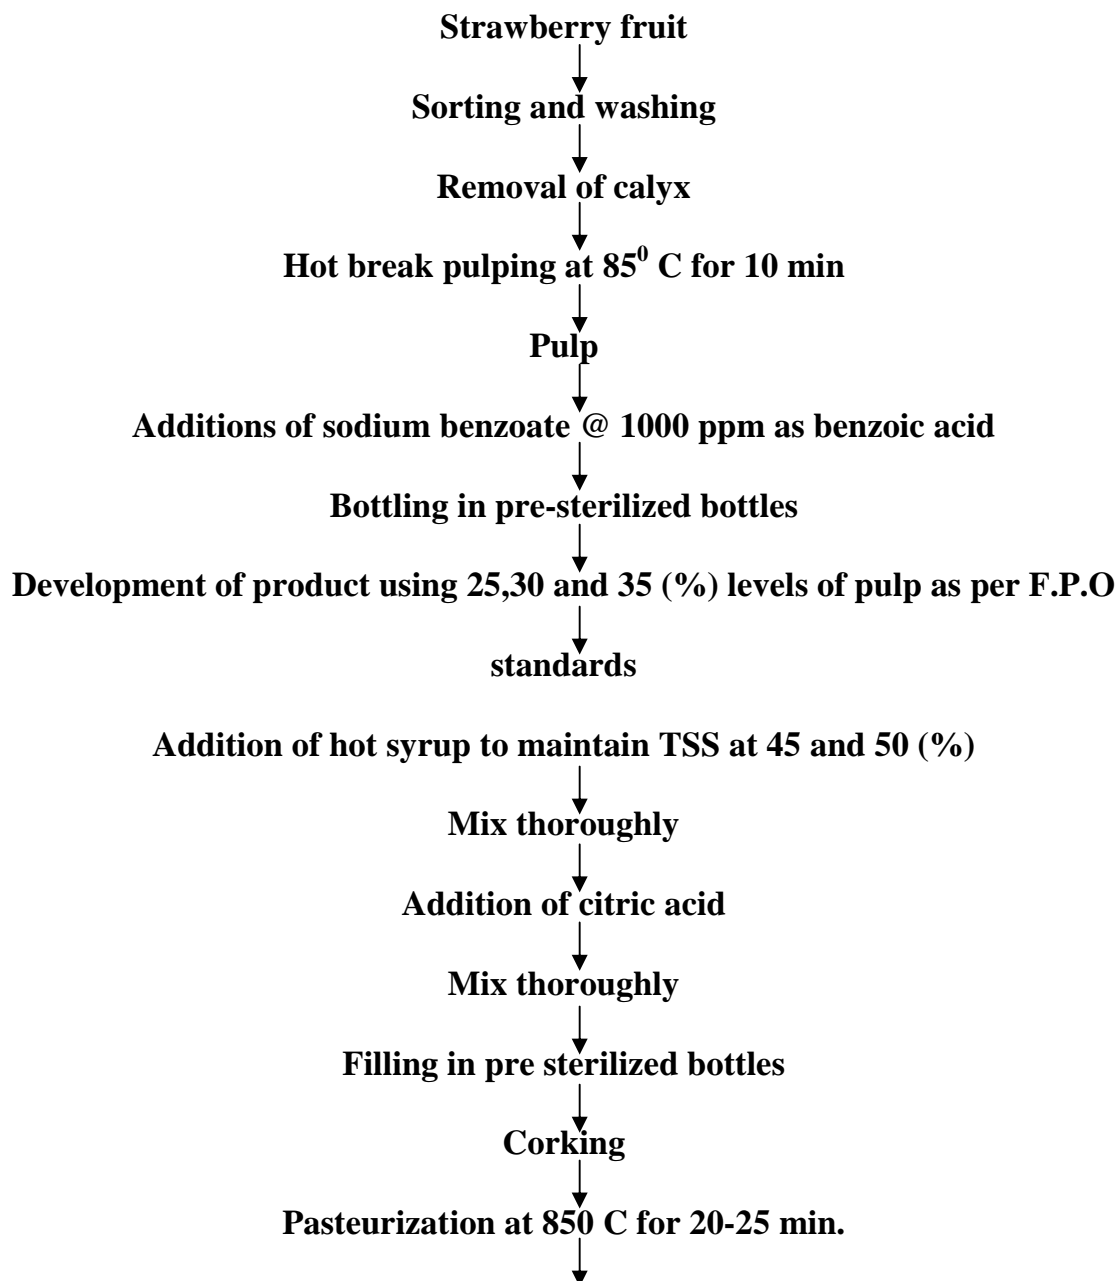 Strawberry fruit
Sorting and washing
Removal of calyx
Hot break pulping at 85⁰ C for 10 min
Pulp
Additions of sodium benzoate @ 1000 ppm as benzoic acid
Bottling in pre-sterilized bottles
Development of product using 25,30 and 35 (%) levels of pulp as per F.P.O
standards
Addition of hot syrup to maintain TSS at 45 and 50 (%)
Mix thoroughly
Addition of citric acid
Mix thoroughly
Filling in pre sterilized bottles
Corking
Pasteurization at 850 C for 20-25 min.